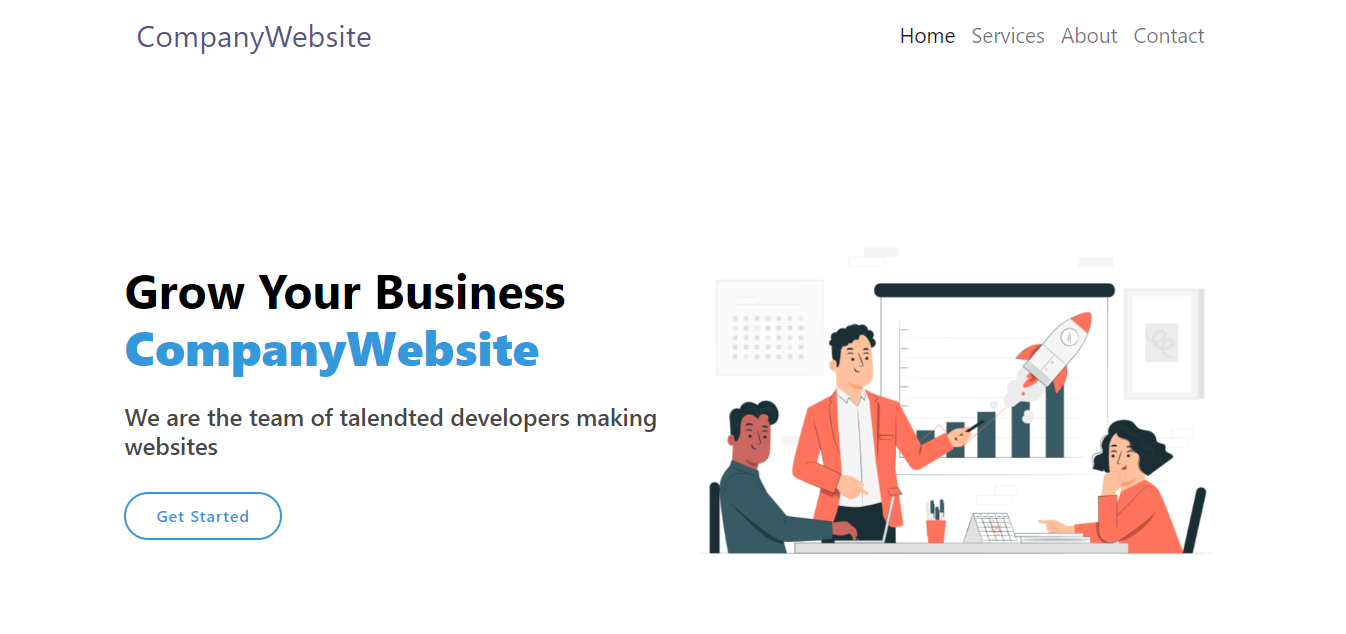 CompanyWebsite
Home Services About Contact
Grow Your Business
CompanyWebsite
We are the team of talendted developers making
websites
Get Started